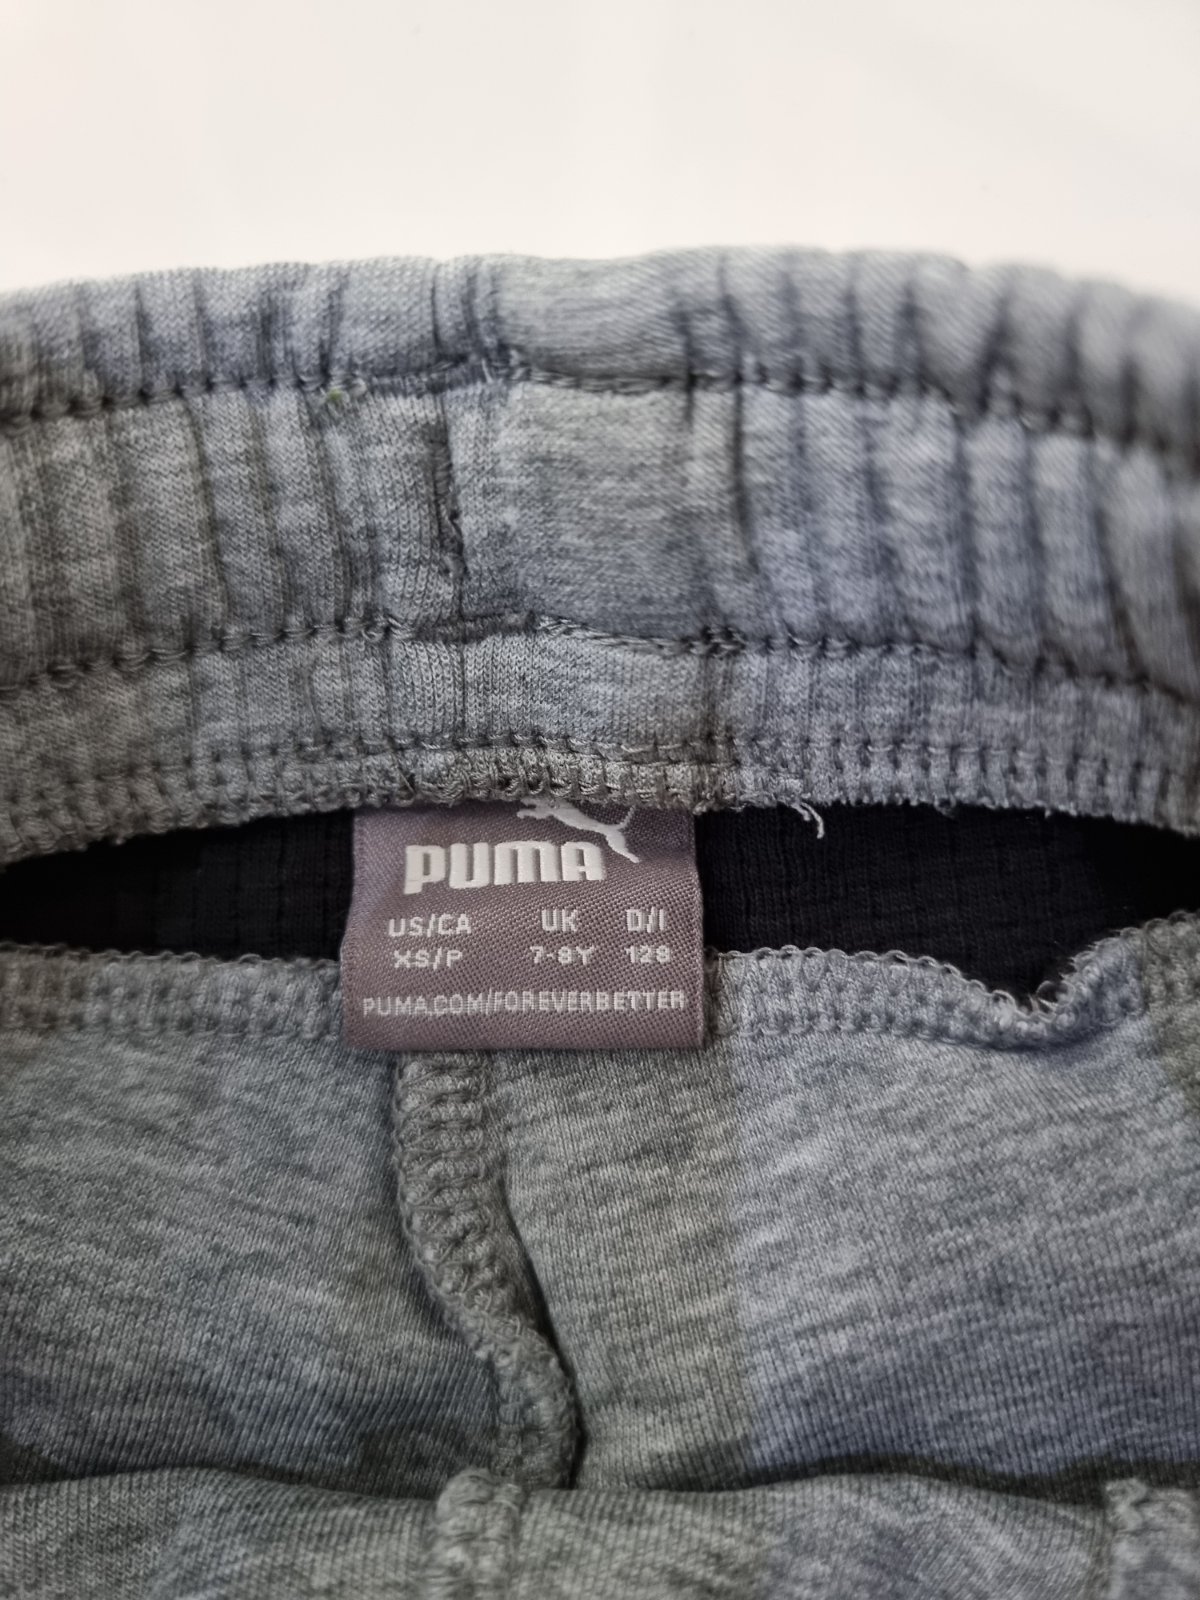 PUMA
US/CA UK D/I
XS/P 7-8Y 128
PUMA.COM/FOREVERBETTER